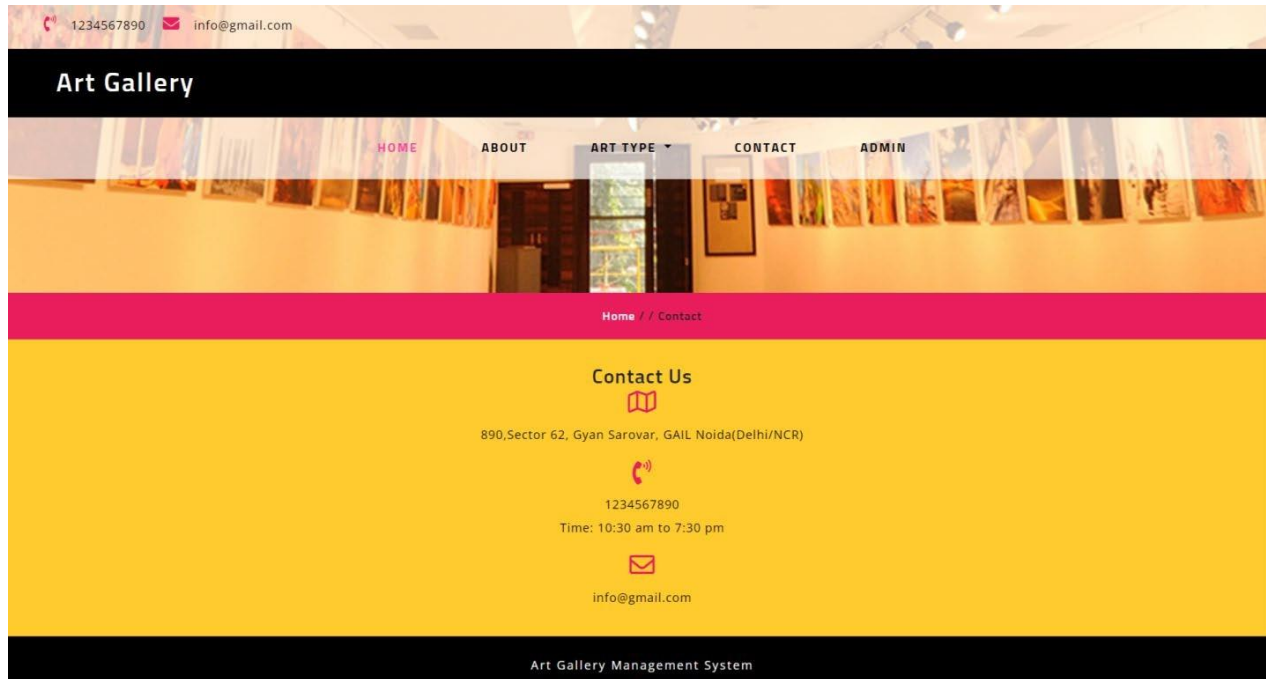 1234567890 info@gmail.com
Art Gallery
HOME ABOUT ART TYPE CONTACT ADMIN
Home / / Contact
Contact Us
890,Sector 62, Gyan Sarovar, GAIL Noida(Delhi/NCR)
1234567890
Time: 10:30 am to 7:30 pm
info@gmail.com
Art Gallery Management System